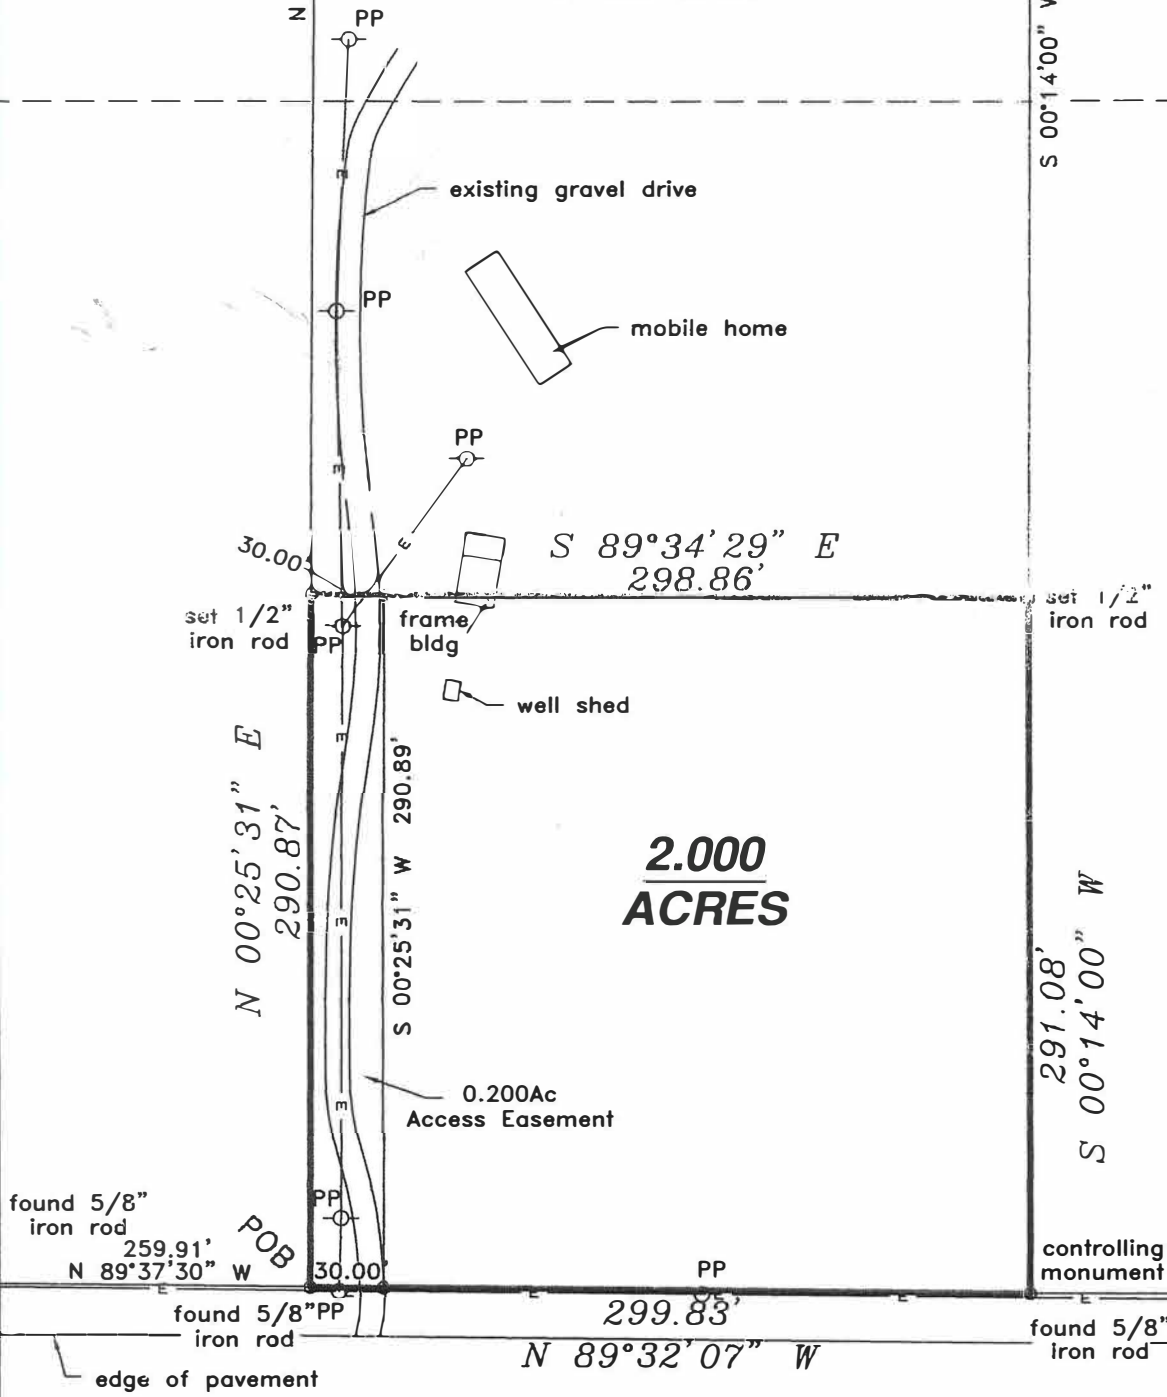 N
PP
S 00°14'00" W
existing gravel drive
PP
mobile home
PP
E
E
E
30.00'
S 89°34'29" E
298.86'
set 1/2"
iron rod
PP
frame
bldg
set 1/2"
iron rod
well shed
E
N 00°25'31" E
290.87'
S 00°25'31" W 290.89'
2.000
ACRES
E
291.08'
S 00°14'00" W
E
0.200Ac
Access Easement
found 5/8"
iron rod
PP
POB
259.91'
N 89°37'30" W
30.00'
PP
controlling
monument
E
E
E
E
E
E
found 5/8"
iron rod
PP
299.83'
N 89°32'07" W
found 5/8"
iron rod
edge of pavement